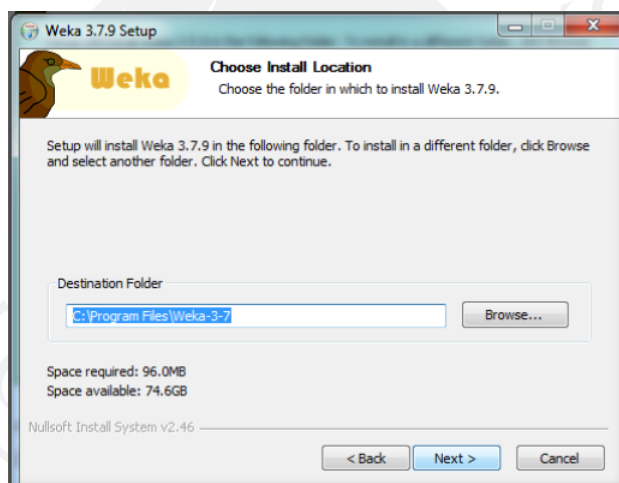 Weka 3.7.9 Setup
Weka
Choose Install Location
Choose the folder in which to install Weka 3.7.9.
Setup will install Weka 3.7.9 in the following folder. To install in a different folder, click Browse
and select another folder. Click Next to continue.
Destination Folder
C:\Program Files\Weka-3-7
Browse...
Space required: 96.0MB
Space available: 74.6GB
Nullsoft Install System v2.46
< Back
Next >
Cancel